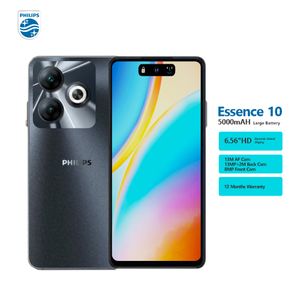 PHILIPS
Essence 10
5000mAH Large Battery
6.56"HD
13M AF Cam
13MP+2M Back Cam
8MP Front Cam
12 Months Warranty
PHILIPS